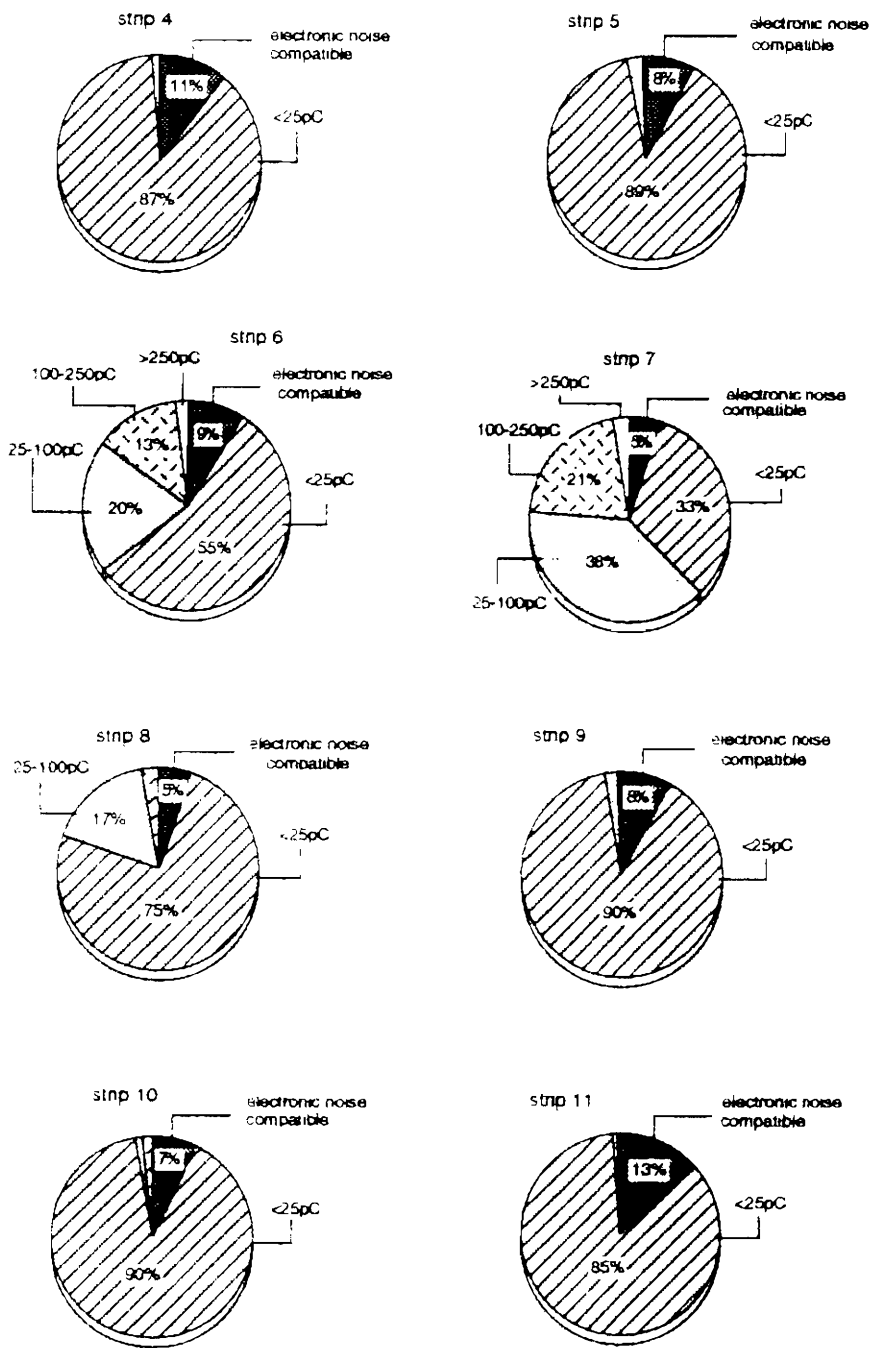 strip 4
electronic noise
compatible
11%
<25pC
87%
strip 5
electronic noise
compatible
8%
<25pC
89%
strip 6
>250pC
electronic noise
compatible
100-250pC
9%
13%
25-100pC
<25pC
20%
55%
strip 7
>250pC
electronic noise
compatible
100-250pC
5%
<25pC
21%
33%
38%
25-100pC
strip 8
electronic noise
compatible
25-100pC
5%
17%
<25pC
75%
strip 9
electronic noise
compatible
8%
<25pC
90%
strip 10
electronic noise
compatible
7%
<25pC
90%
strip 11
electronic noise
compatible
13%
<25pC
85%